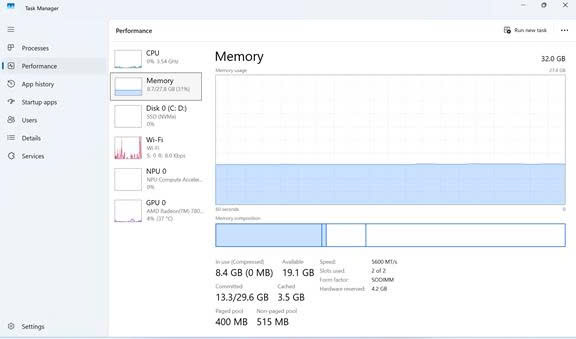 Task Manager
Performance
Run new task
Processes
Performance
App history
Startup apps
Users
Details
Services
Settings
CPU
0% 3.54 GHz
Memory
8.7/27.8 GB (31%)
Disk 0 (C: D:)
SSD (NVMe)
0%
Wi-Fi
Wi-Fi
S: 0 R: 8.0 Kbps
NPU 0
NPU Compute Acceler...
0%
GPU 0
AMD Radeon(TM) 780...
4% (37 °C)
Memory
32.0 GB
Memory usage
27.8 GB
60 seconds
0
Memory composition
In use (Compressed)
Available
8.4 GB (0 MB)
19.1 GB
Committed
Cached
13.3/29.6 GB
3.5 GB
Paged pool
Non-paged pool
400 MB
515 MB
Speed:
5600 MT/s
Slots used:
2 of 2
Form factor:
SODIMM
Hardware reserved:
4.2 GB